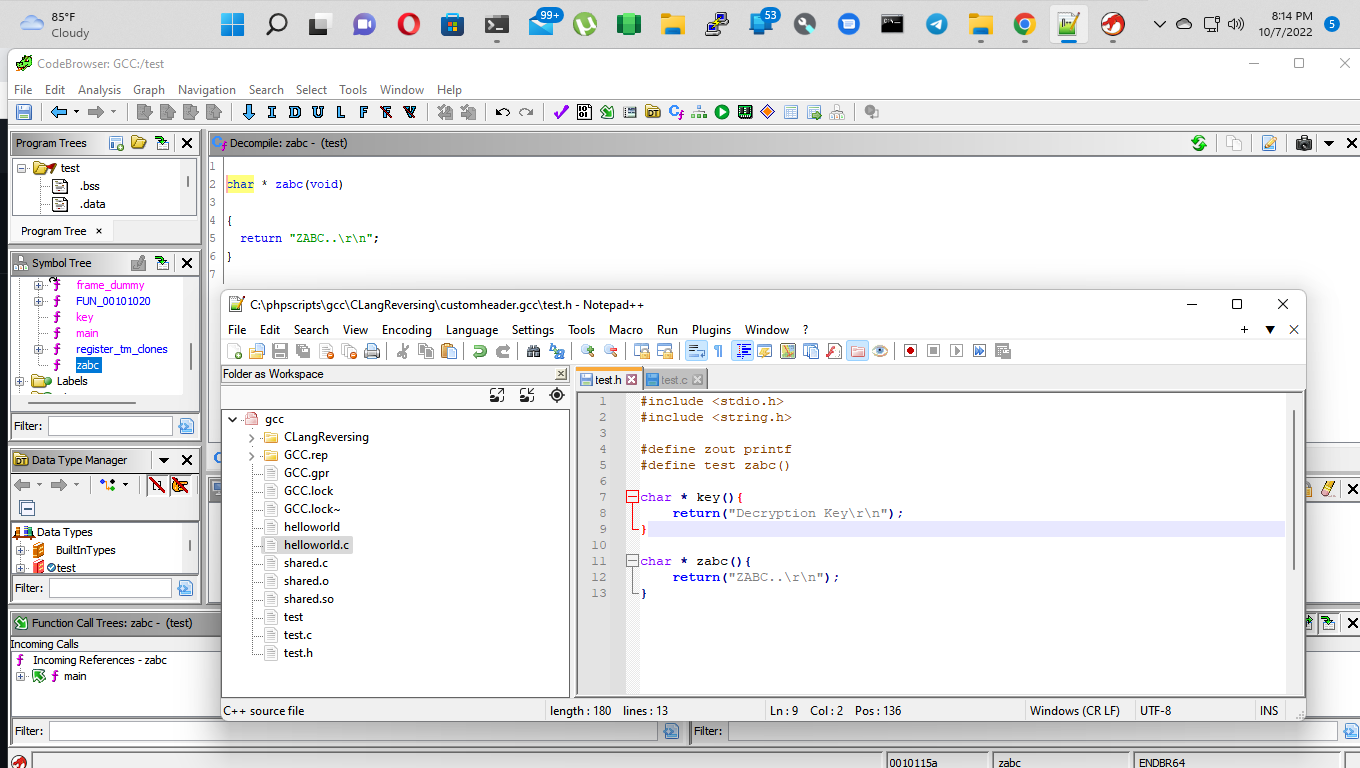 85°F
Cloudy
99+
53
8:14 PM
10/7/2022
5
CodeBrowser: GCC:/test
File Edit Analysis Graph Navigation Search Select Tools Window Help
I D U L F R V
Program Trees
test
.bss
.data
Program Tree ×
Symbol Tree
frame_dummy
FUN_00101020
key
main
register_tm_clones
zabc
Labels
Filter:
Data Type Manager
Data Types
BuiltInTypes
test
Filter:
Function Call Trees: zabc - (test)
Incoming Calls
Incoming References - zabc
main
Filter:
Filter:
Decompile: zabc - (test)
1
2 char * zabc(void)
3
4 {
5 return "ZABC..\r\n";
6 }
7
C:\phpscripts\gcc\CLangReversing\customheader.gcc\test.h - Notepad++
File Edit Search View Encoding Language Settings Tools Macro Run Plugins Window ?
Folder as Workspace
gcc
CLangReversing
GCC.rep
GCC.gpr
GCC.lock
GCC.lock~
helloworld
helloworld.c
shared.c
shared.o
shared.so
test
test.c
test.h
test.h test.c
1 #include <stdio.h>
2 #include <string.h>
3
4 #define zout printf
5 #define test zabc()
6
7 char * key(){
8 return("Decryption Key\r\n");
9 }
10
11 char * zabc(){
12 return("ZABC..\r\n");
13 }
C++ source file length : 180 lines : 13 Ln : 9 Col : 2 Pos : 136 Windows (CR LF) UTF-8 INS
0010115a zabc ENDBR64